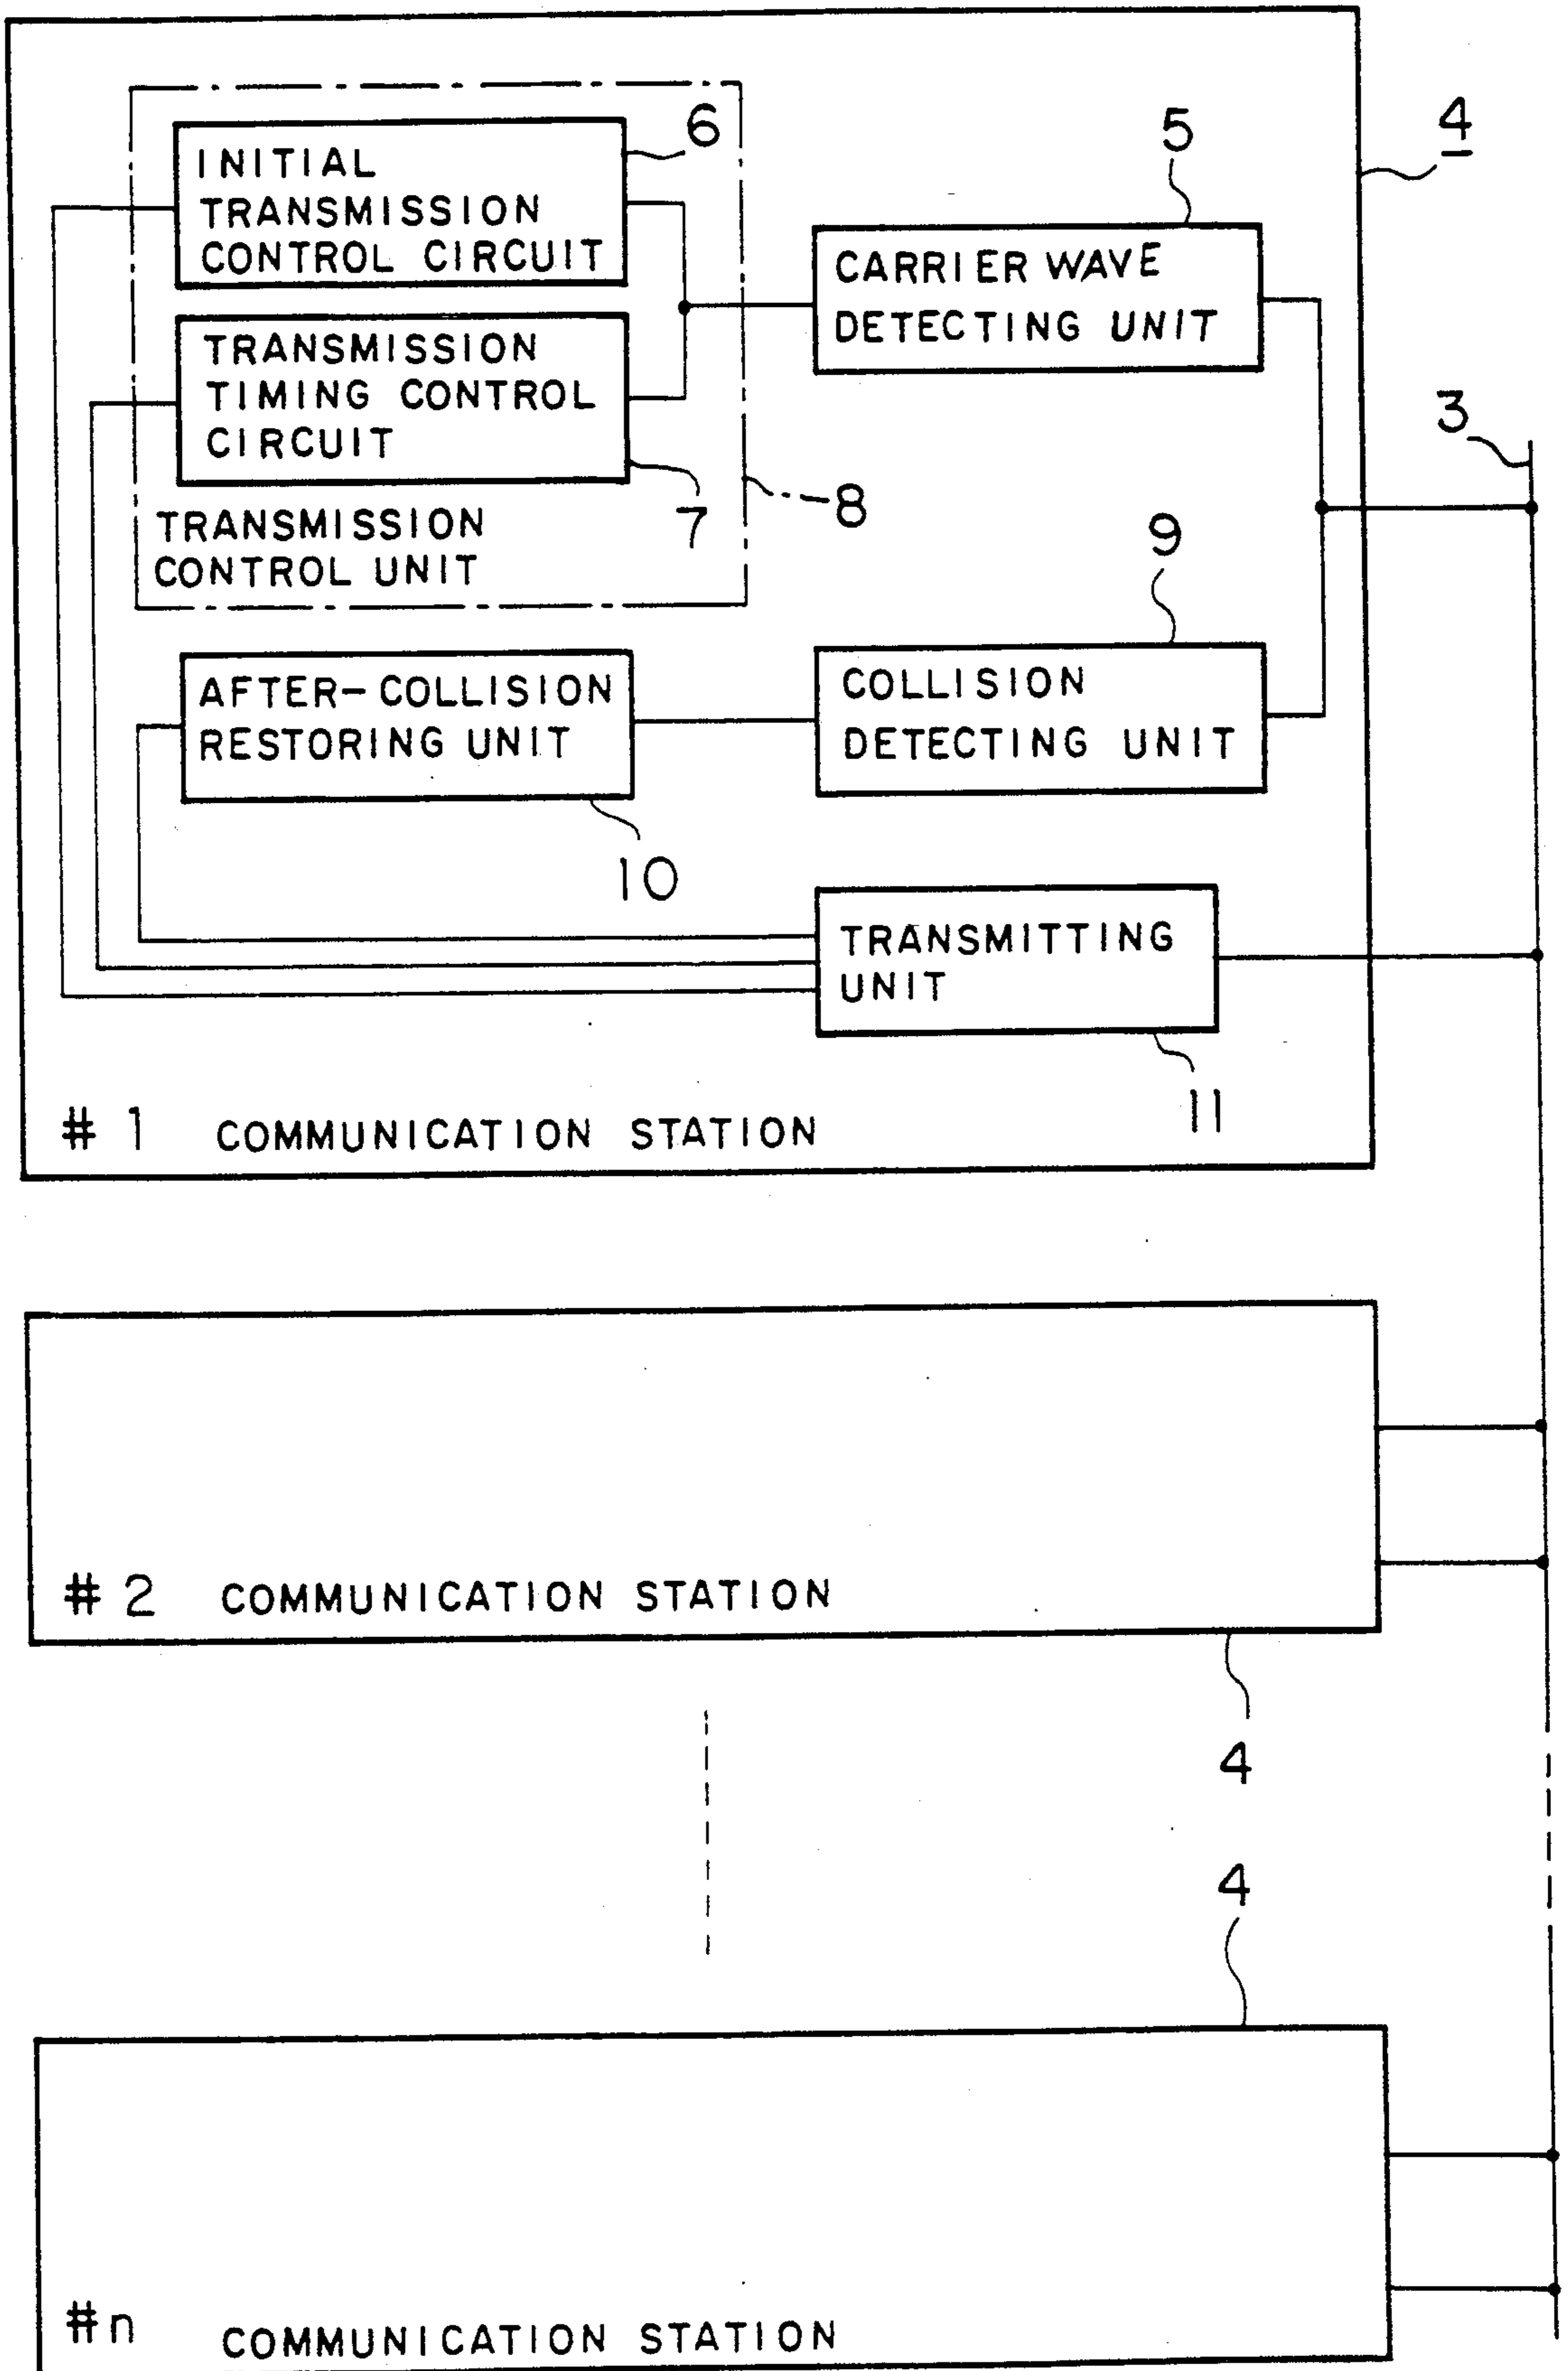 6
INITIAL
TRANSMISSION
CONTROL CIRCUIT
5
4
CARRIER WAVE
DETECTING UNIT
TRANSMISSION
TIMING CONTROL
CIRCUIT
3
7
8
TRANSMISSION
CONTROL UNIT
9
AFTER-COLLISION
RESTORING UNIT
COLLISION
DETECTING UNIT
10
TRANSMITTING
UNIT
11
# 1 COMMUNICATION STATION
# 2 COMMUNICATION STATION
4
4
#n COMMUNICATION STATION